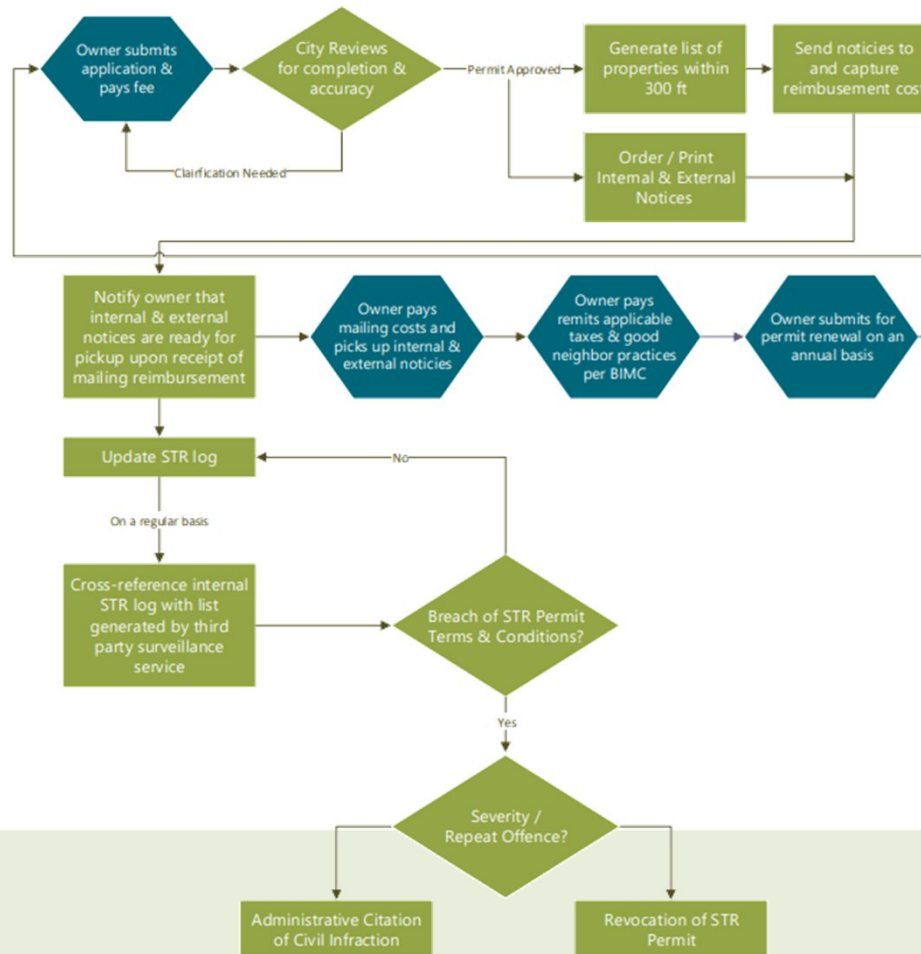 Owner submits
application &
pays fee
City Reviews
for completion &
accuracy
Permit Approved
Generate list of
properties within
300 ft
Send noticies to
and capture
reimbusement cost
Clairfication Needed
Order / Print
Internal & External
Notices
Notify owner that
internal & external
notices are ready for
pickup upon receipt of
mailing reimbursement
Owner pays
mailing costs and
picks up internal &
external noticies
Owner pays
remits applicable
taxes & good
neighbor practices
per BIMC
Owner submits for
permit renewal on an
annual basis
Update STR log
No
On a regular basis
Cross-reference internal
STR log with list
generated by third
party surveillance
service
Breach of STR Permit
Terms & Conditions?
Yes
Severity /
Repeat Offence?
Administrative Citation
of Civil Infraction
Revocation of STR
Permit